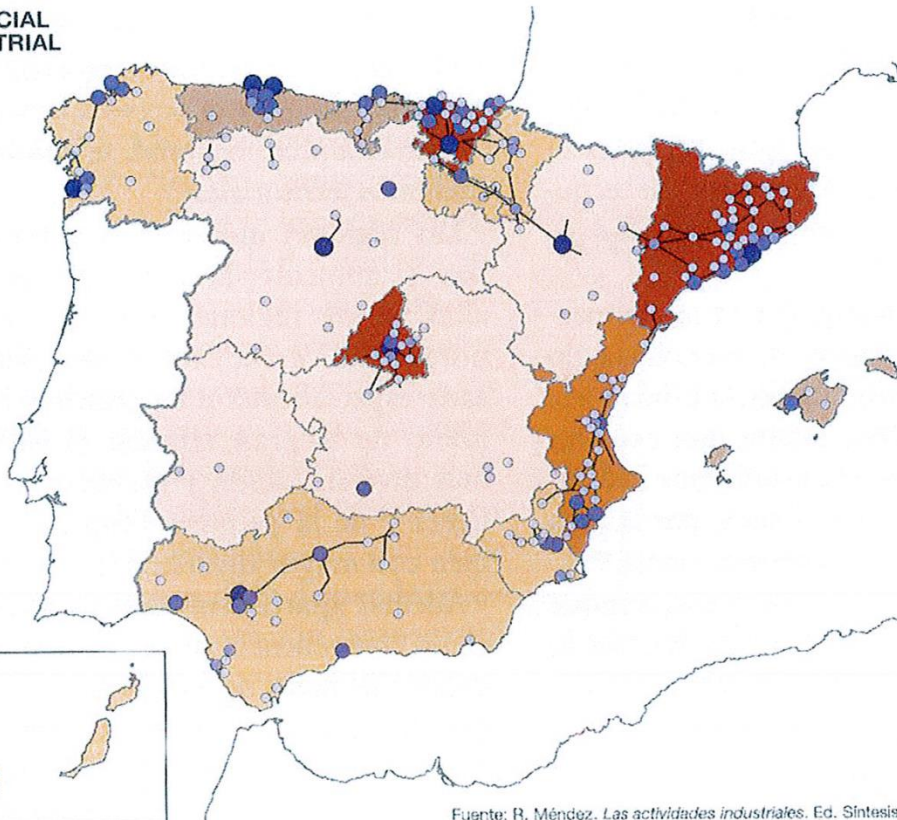 CIAL
TRIAL
Fuente: R. Méndez. Las actividades industriales. Ed. Síntesis